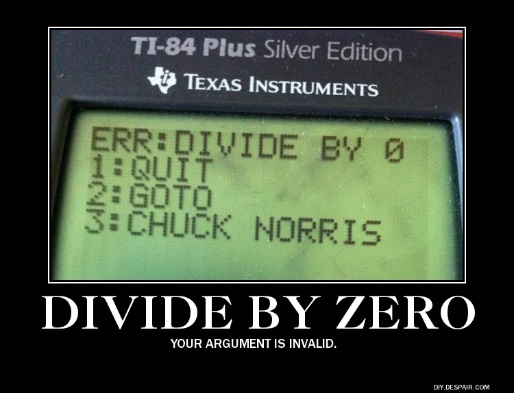 TI-84 Plus Silver Edition
TEXAS INSTRUMENTS
ERR:DIVIDE BY 0
1:QUIT
2:GOTO
3:CHUCK NORRIS
DIVIDE BY ZERO
YOUR ARGUMENT IS INVALID.
DIY.DESPAIR.COM